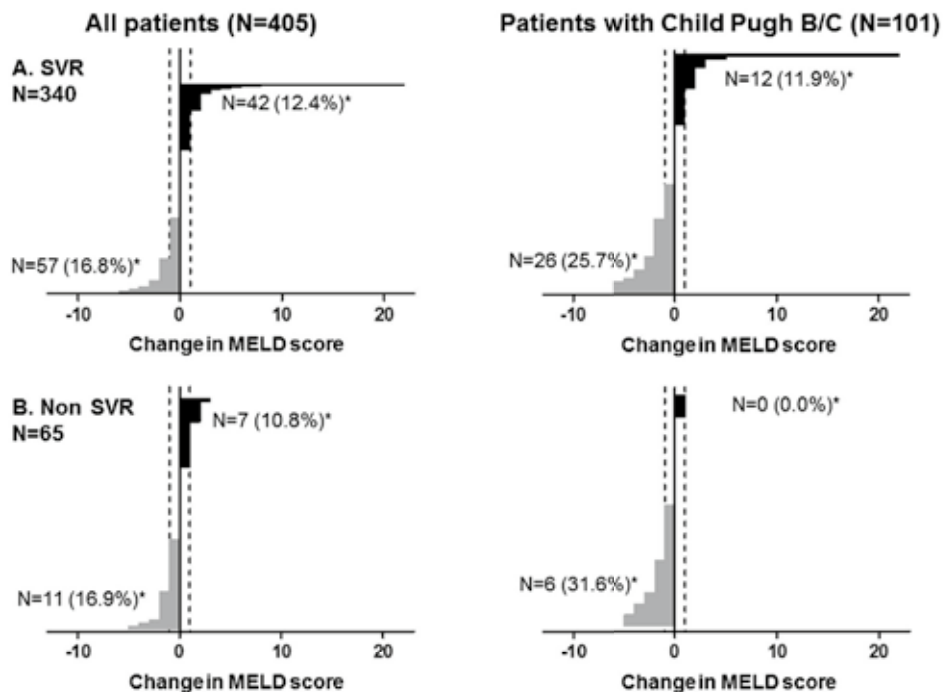 All patients (N=405)
Patients with Child Pugh B/C (N=101)
A. SVR
N=340
N=42 (12.4%)*
N=57 (16.8%)*
-10 0 10 20
Change in MELD score
N=12 (11.9%)*
N=26 (25.7%)*
-10 0 10 20
Change in MELD score
B. Non SVR
N=65
N=7 (10.8%)*
N=11 (16.9%)*
-10 0 10 20
Change in MELD score
N=0 (0.0%)*
N=6 (31.6%)*
-10 0 10 20
Change in MELD score